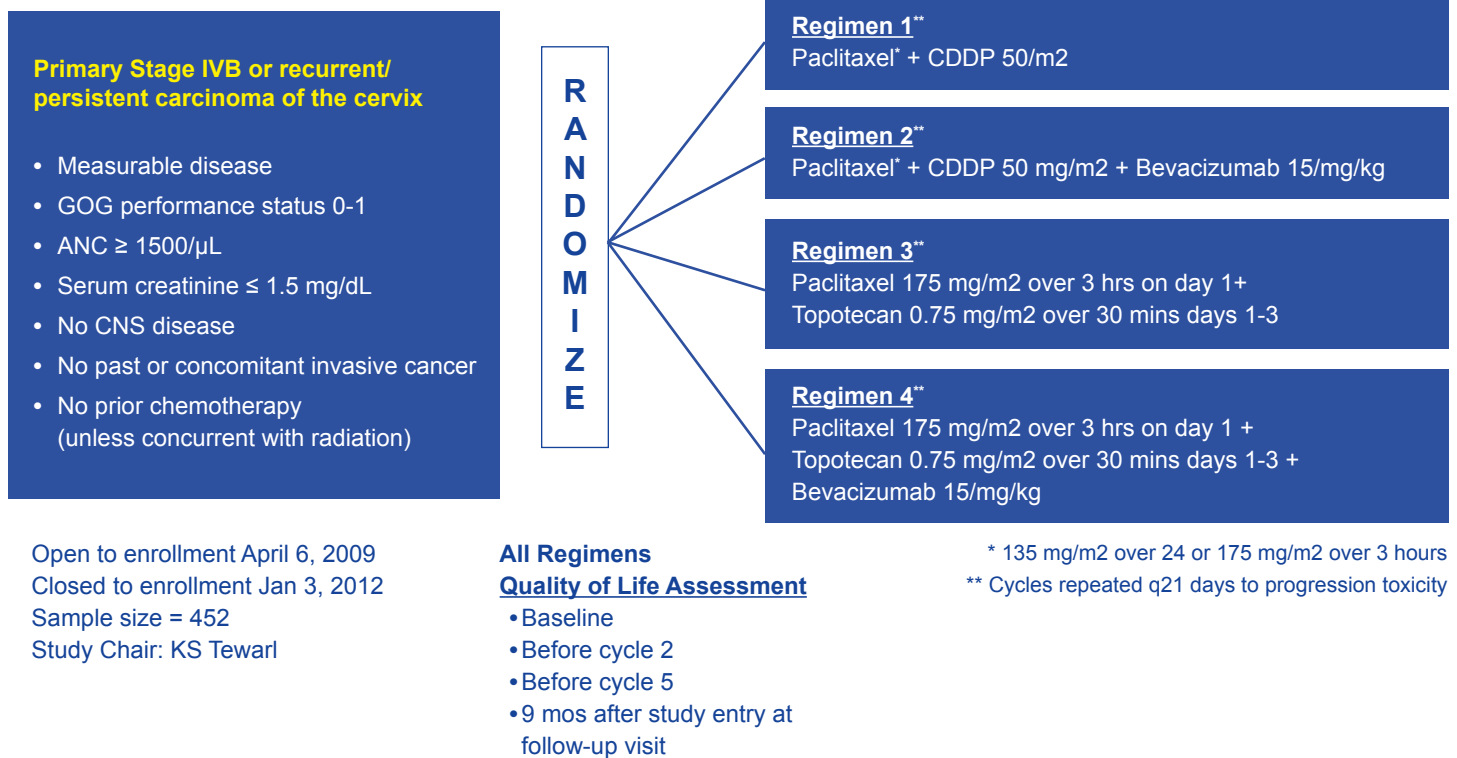 Primary Stage IVB or recurrent/
persistent carcinoma of the cervix
• Measurable disease
• GOG performance status 0-1
• ANC ≥ 1500/µL
• Serum creatinine ≤ 1.5 mg/dL
• No CNS disease
• No past or concomitant invasive cancer
• No prior chemotherapy
(unless concurrent with radiation)
R
A
N
D
O
M
I
Z
E
Regimen 1**
Paclitaxel* + CDDP 50/m2
Regimen 2**
Paclitaxel* + CDDP 50 mg/m2 + Bevacizumab 15/mg/kg
Regimen 3**
Paclitaxel 175 mg/m2 over 3 hrs on day 1+
Topotecan 0.75 mg/m2 over 30 mins days 1-3
Regimen 4**
Paclitaxel 175 mg/m2 over 3 hrs on day 1 +
Topotecan 0.75 mg/m2 over 30 mins days 1-3 +
Bevacizumab 15/mg/kg
Open to enrollment April 6, 2009
Closed to enrollment Jan 3, 2012
Sample size = 452
Study Chair: KS Tewarl
All Regimens
Quality of Life Assessment
• Baseline
• Before cycle 2
• Before cycle 5
• 9 mos after study entry at
follow-up visit
* 135 mg/m2 over 24 or 175 mg/m2 over 3 hours
** Cycles repeated q21 days to progression toxicity